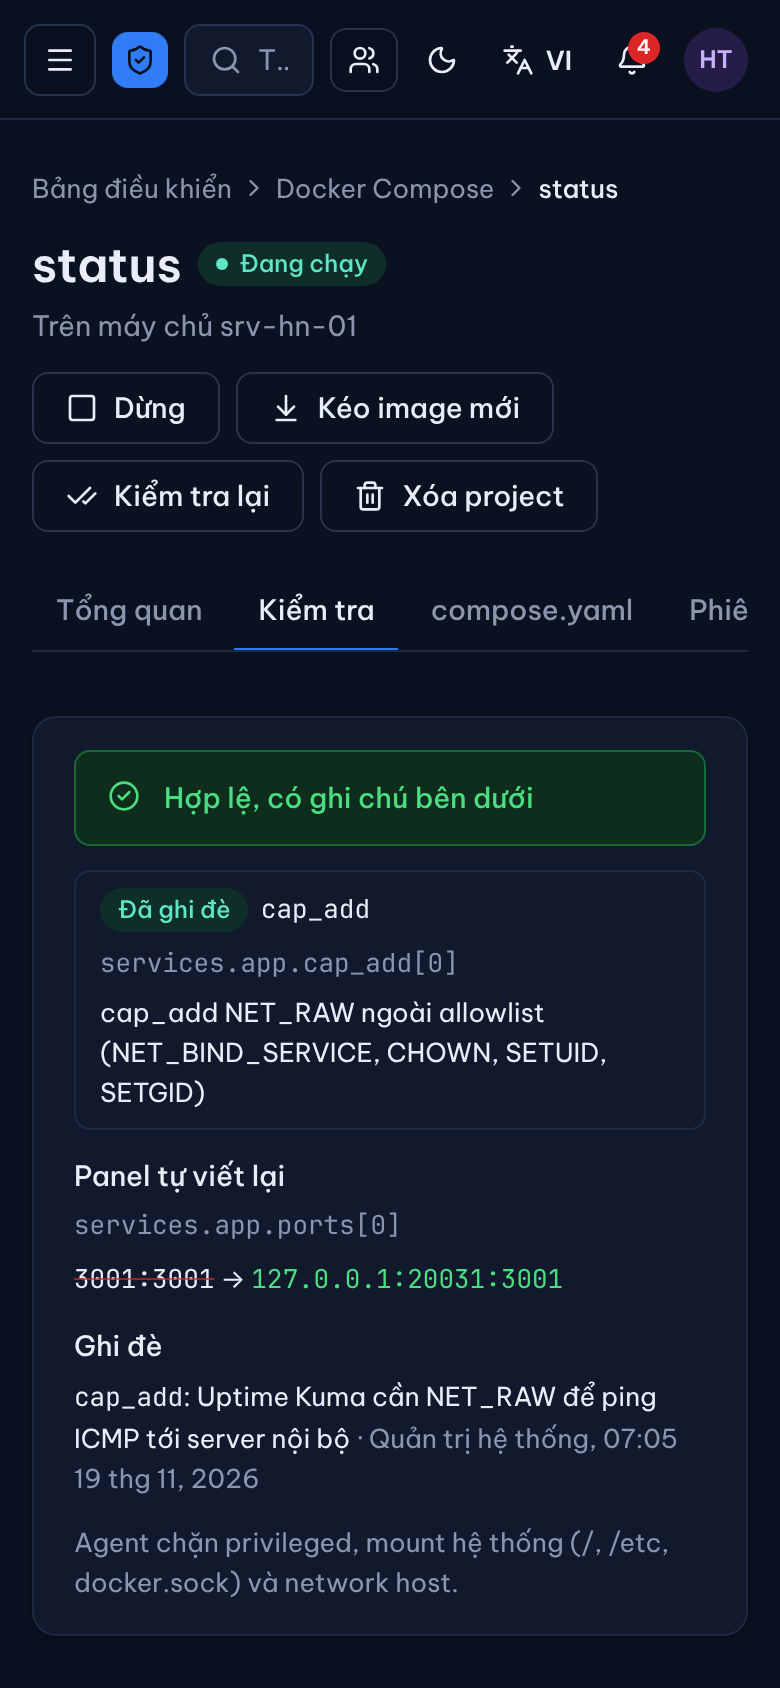 T..
VI
4
HT
Bảng điều khiển > Docker Compose > status
status
Đang chạy
Trên máy chủ srv-hn-01
Dừng
Kéo image mới
Kiểm tra lại
Xóa project
Tổng quan
Kiểm tra
compose.yaml
Phiê
Hợp lệ, có ghi chú bên dưới
Đã ghi đè cap_add
services.app.cap_add[0]
cap_add NET_RAW ngoài allowlist
(NET_BIND_SERVICE, CHOWN, SETUID,
SETGID)
Panel tự viết lại
services.app.ports[0]
3001:3001 → 127.0.0.1:20031:3001
Ghi đè
cap_add: Uptime Kuma cần NET_RAW để ping
ICMP tới server nội bộ · Quản trị hệ thống, 07:05
19 thg 11, 2026
Agent chặn privileged, mount hệ thống (/, /etc,
docker.sock) và network host.